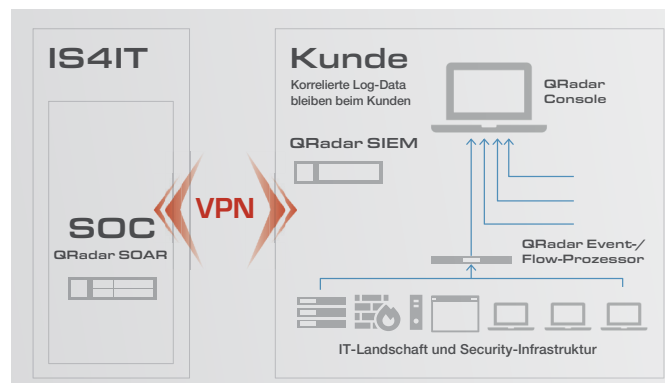 IS4IT
SOC
QRadar SOAR
VPN
Kunde
Korrelierte Log-Data
bleiben beim Kunden
QRadar SIEM
QRadar
Console
QRadar Event-/
Flow-Prozessor
IT-Landschaft und Security-Infrastruktur